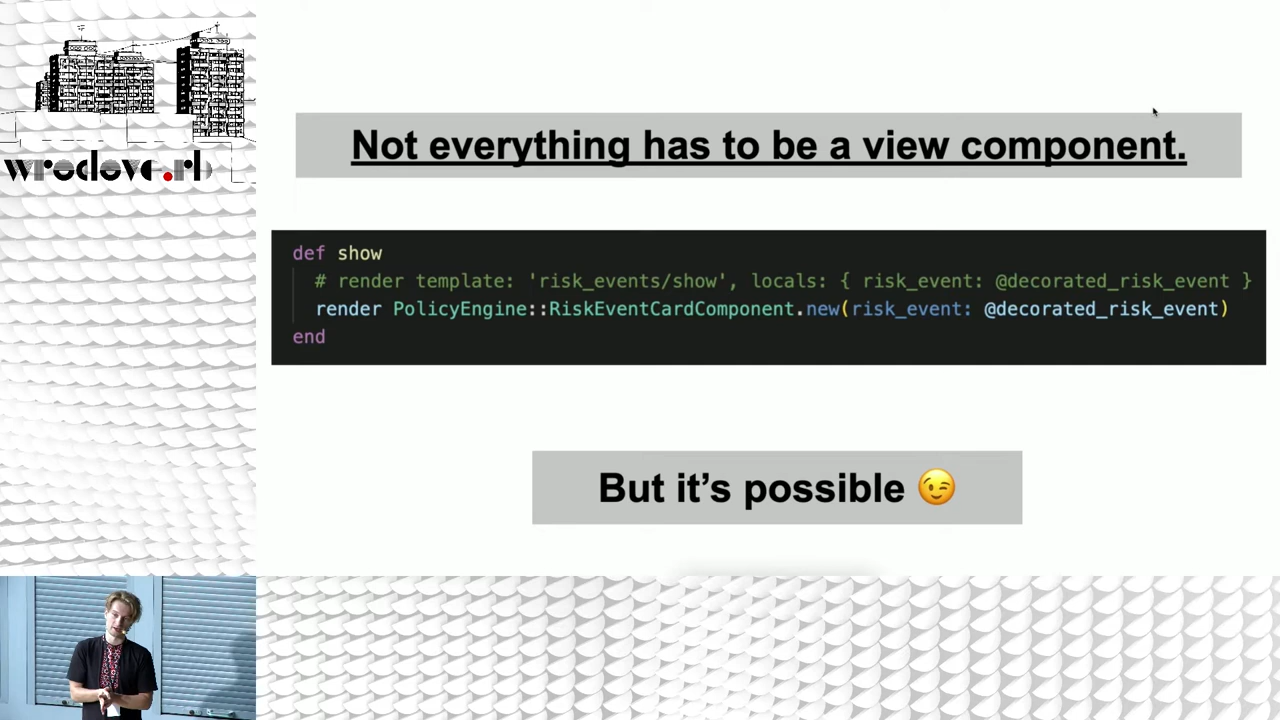 wroclove.rb
Not everything has to be a view component.
def show
# render template: 'risk_events/show', locals: { risk_event: @decorated_risk_event }
render PolicyEngine::RiskEventCardComponent.new(risk_event: @decorated_risk_event)
end
But it's possible 😉